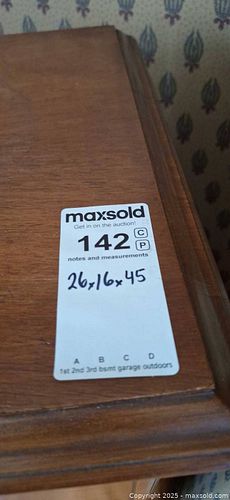 maxsold
Get in on the auction!
142 C
P
notes and measurements
26x16x45
A B C D
1st 2nd 3rd bsmt garage outdoors
© Copyright 2025 - maxsold.com